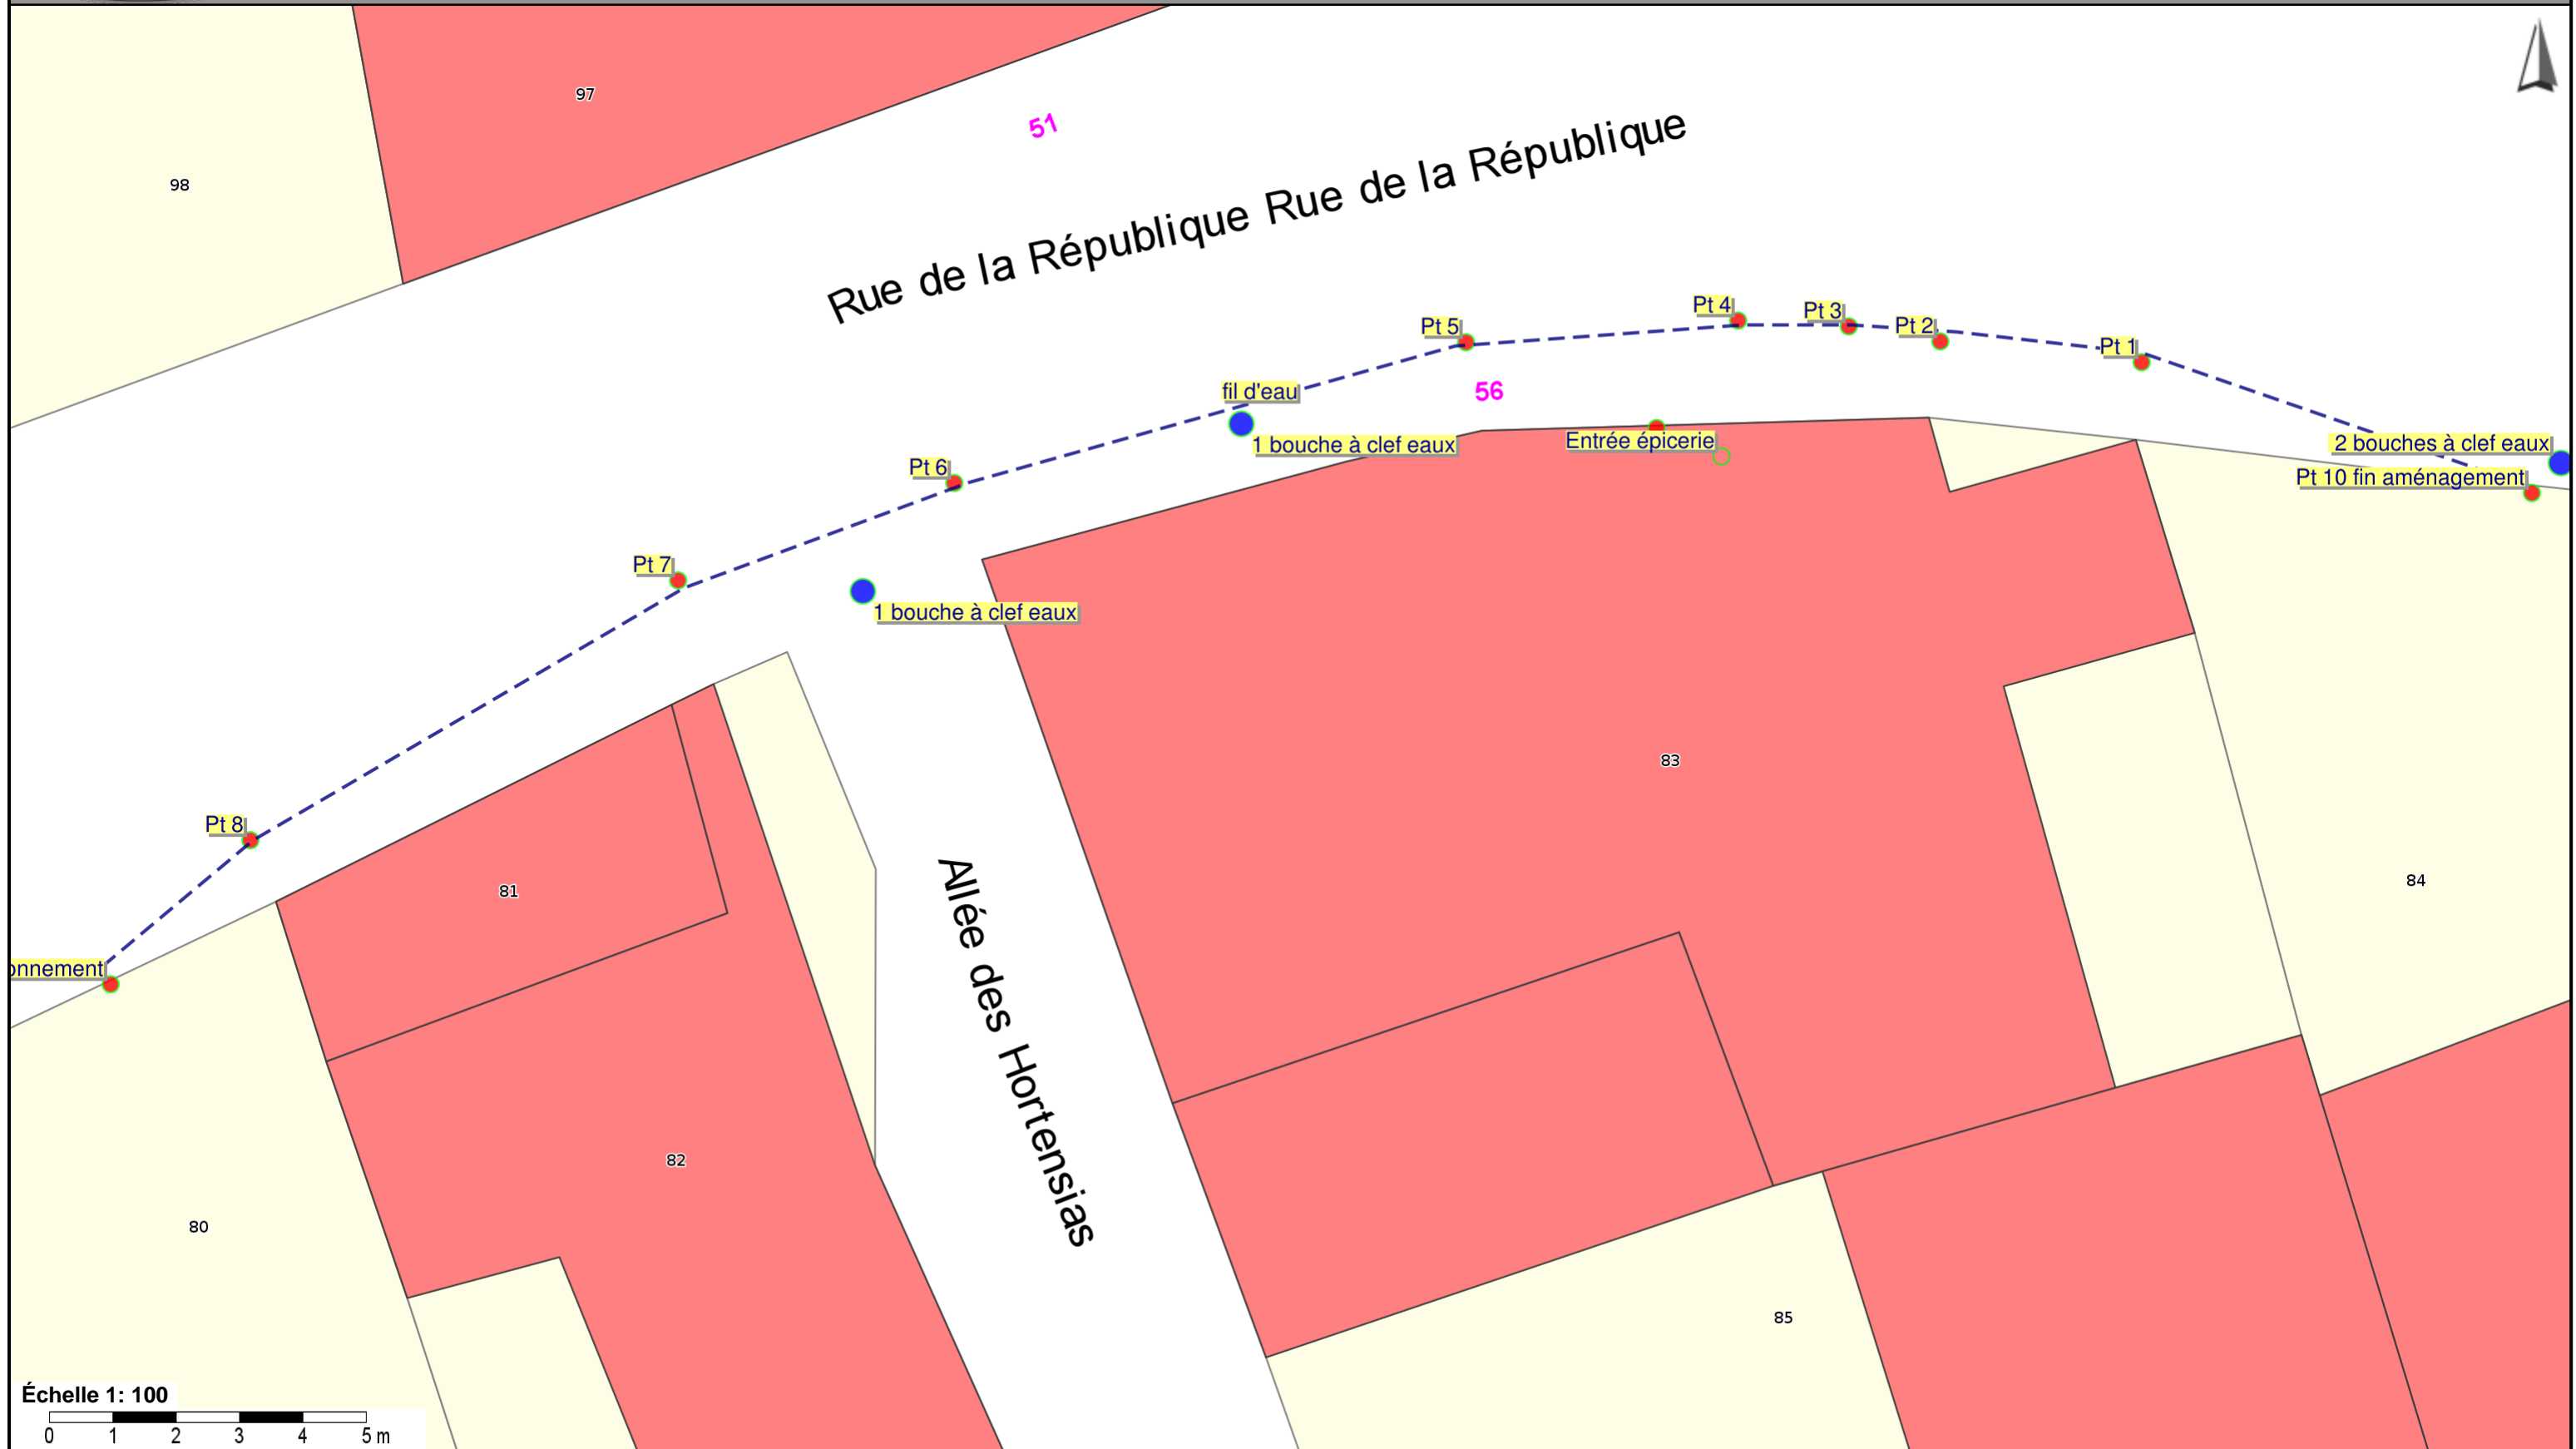 97
51
98
Rue de la République Rue de la République
Pt 4
Pt 3
Pt 2
Pt 5
Pt 1
fil d'eau
56
1 bouche à clef eaux
Entrée épicerie
2 bouches à clef eaux
Pt 6
Pt 10 fin aménagement
Pt 7
1 bouche à clef eaux
83
Pt 8
81
84
onnement
Allée des Hortensias
82
80
85
Échelle 1: 100
0 1 2 3 4 5 m